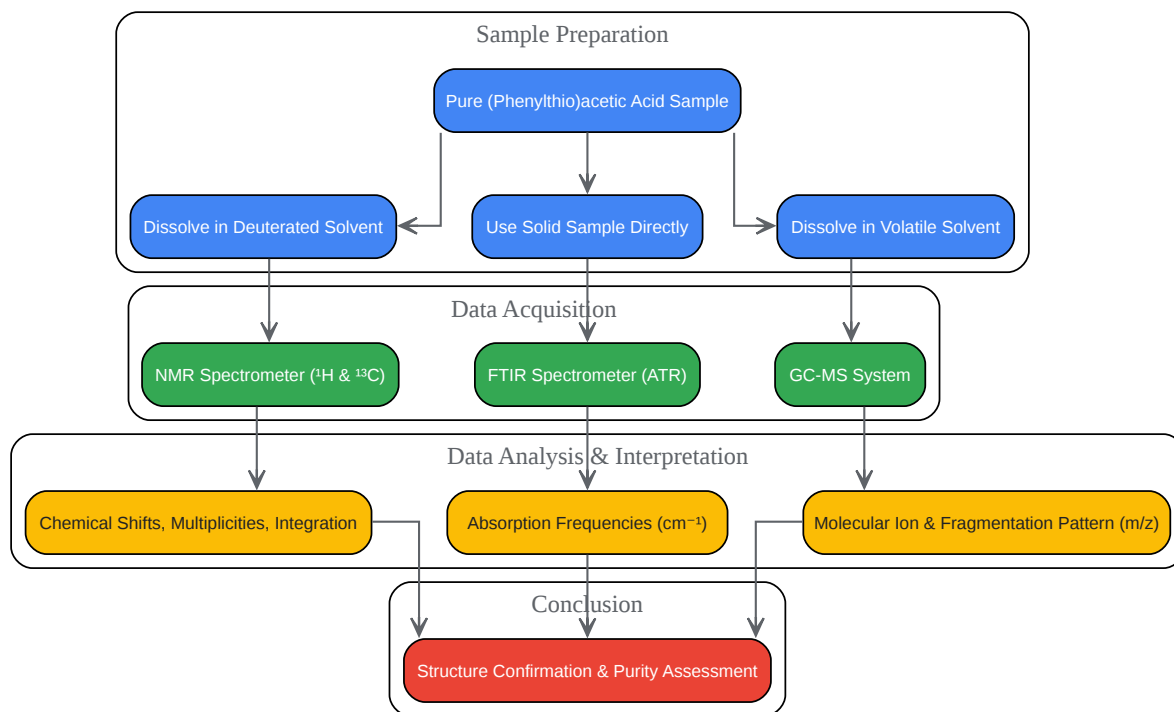 Sample Preparation
Pure (Phenylthio)acetic Acid Sample
Dissolve in Deuterated Solvent
Use Solid Sample Directly
Dissolve in Volatile Solvent
Data Acquisition
NMR Spectrometer (¹H & ¹³C)
FTIR Spectrometer (ATR)
GC-MS System
Data Analysis & Interpretation
Chemical Shifts, Multiplicities, Integration
Absorption Frequencies (cm⁻¹)
Molecular Ion & Fragmentation Pattern (m/z)
Conclusion
Structure Confirmation & Purity Assessment